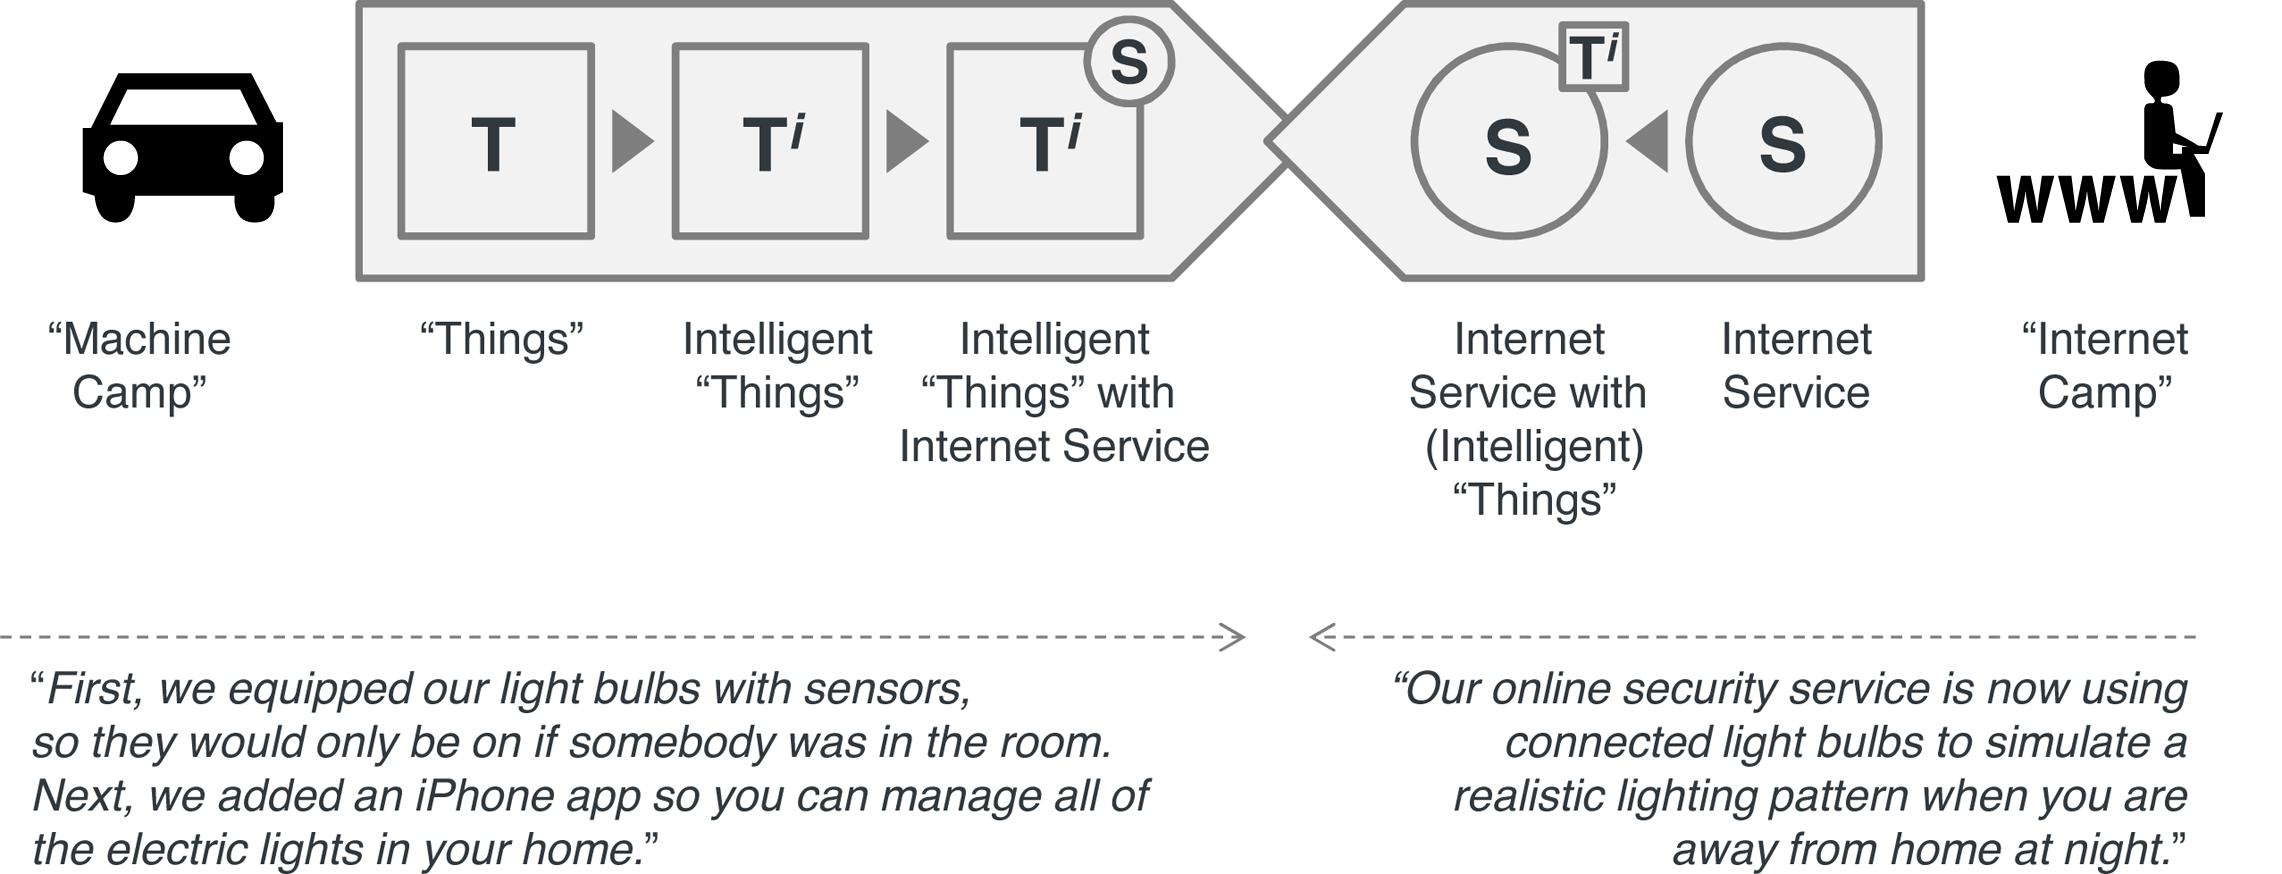 T
Tⁱ
Tⁱ
S
S
Tⁱ
S
WWW
“Machine
Camp”
“Things”
Intelligent
“Things”
Intelligent
“Things” with
Internet Service
Internet
Service with
(Intelligent)
“Things”
Internet
Service
“Internet
Camp”
“First, we equipped our light bulbs with sensors,
so they would only be on if somebody was in the room.
Next, we added an iPhone app so you can manage all of
the electric lights in your home.”
“Our online security service is now using
connected light bulbs to simulate a
realistic lighting pattern when you are
away from home at night.”